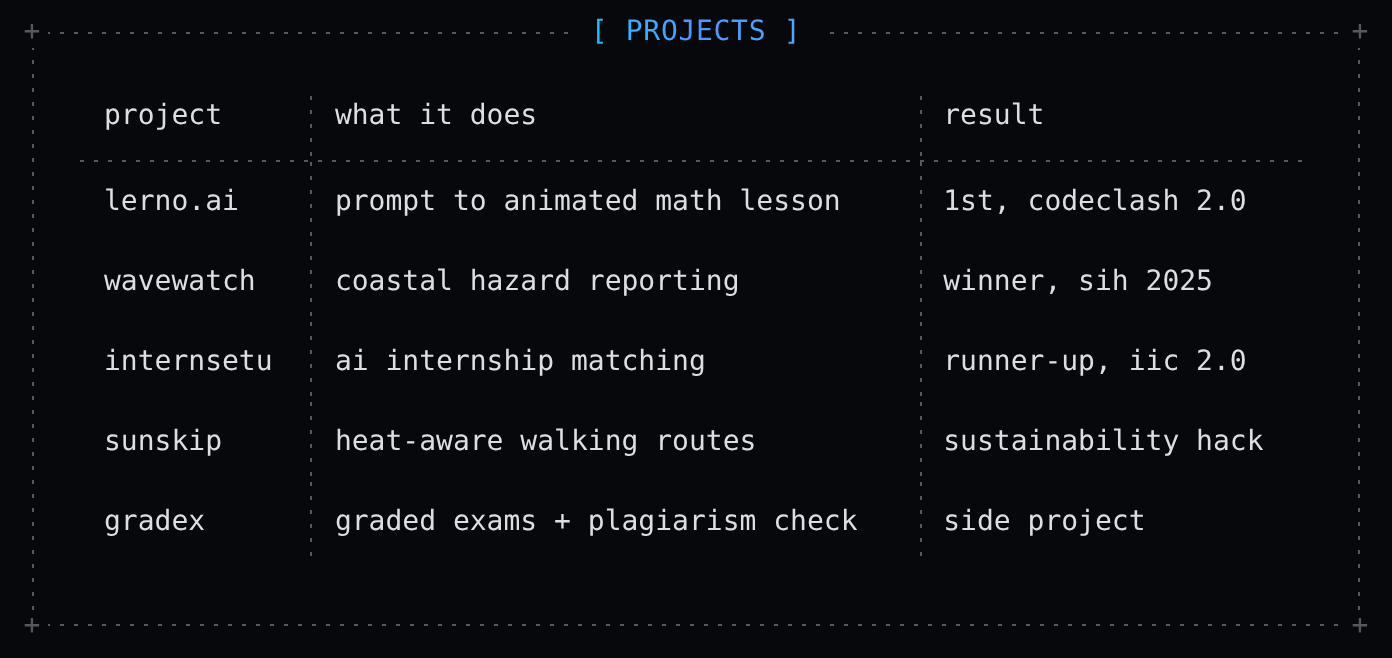 [ PROJECTS ]
project what it does result
lerno.ai prompt to animated math lesson 1st, codeclash 2.0
wavewatch coastal hazard reporting winner, sih 2025
internsetu ai internship matching runner-up, iic 2.0
sunskip heat-aware walking routes sustainability hack
gradex graded exams + plagiarism check side project